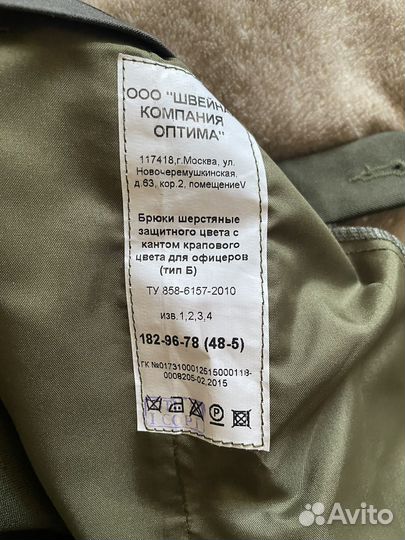 ООО "ШВЕЙНА
КОМПАНИЯ
ОПТИМА"
117418,г.Москва, ул.
Новочеремушкинская,
д.63, кор.2, помещениеV
Брюки шерстяные
защитного цвета с
кантом крапового
цвета для офицеров
(тип Б)
ТУ 858-6157-2010
изв.1,2,3,4
182-96-78 (48-5)
ГК №0173100012515000118-
0008205-02,2015
P
Avito